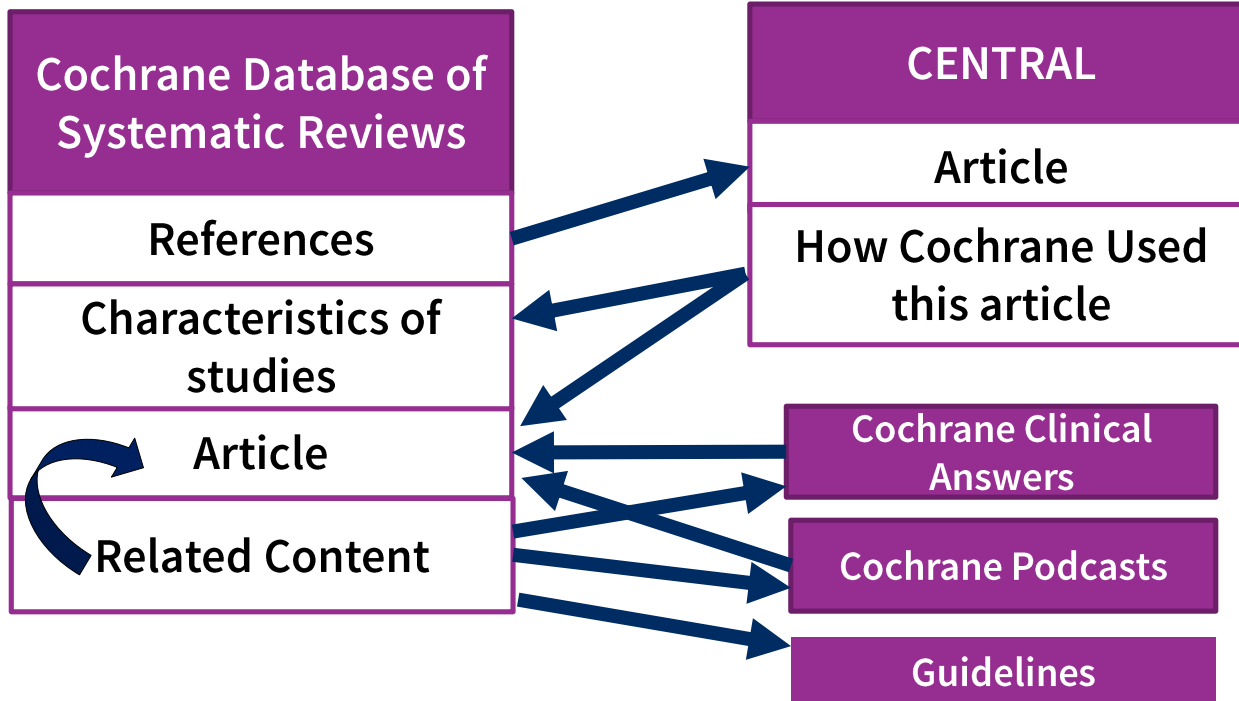 Cochrane Database of
Systematic Reviews
References
Characteristics of
studies
Article
Related Content
CENTRAL
Article
How Cochrane Used
this article
Cochrane Clinical
Answers
Cochrane Podcasts
Guidelines